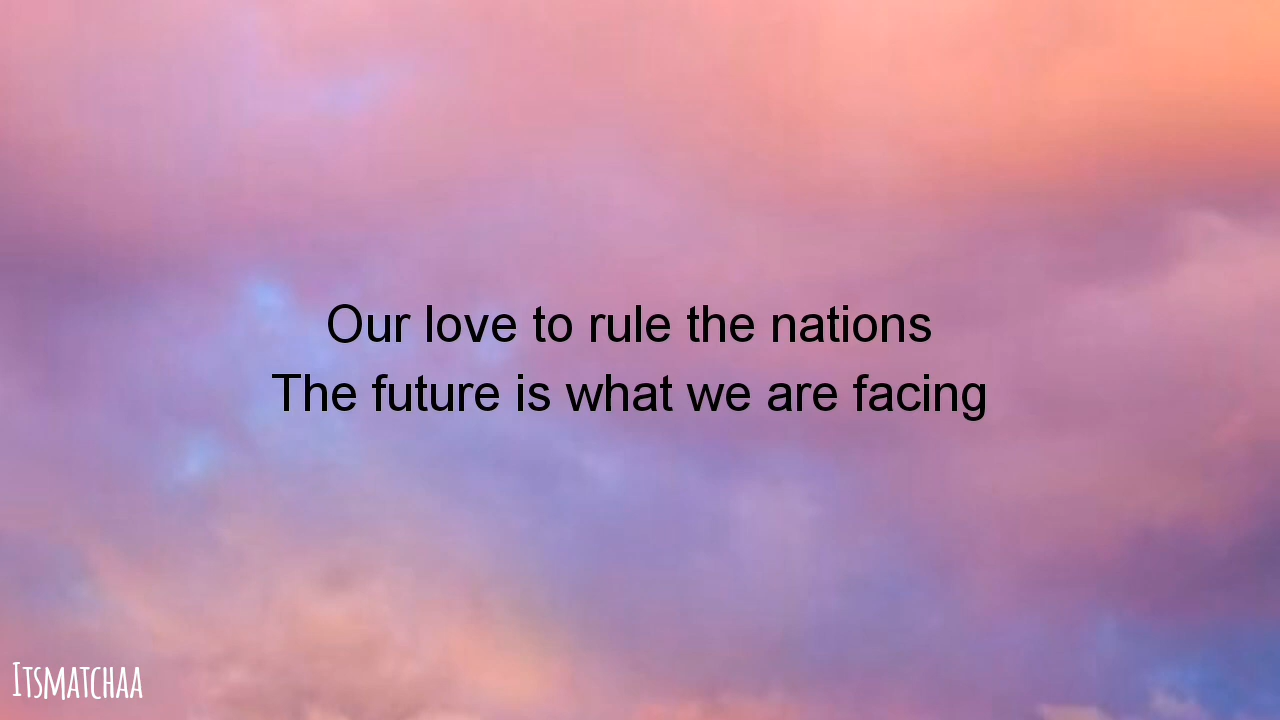 Our love to rule the nations
The future is what we are facing
Itsmatchaa